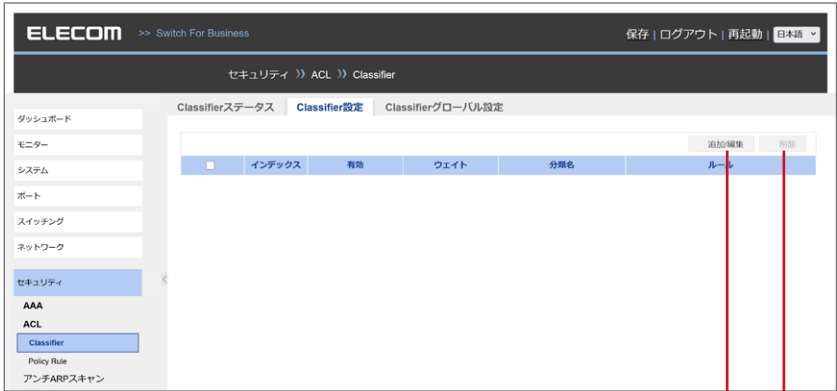 ELECOM >> Switch For Business 保存 | ログアウト | 再起動 | 日本語
セキュリティ 》 ACL 》 Classifier
Classifierステータス Classifier設定 Classifierグローバル設定
追加/編集 削除
インデックス 有効 ウェイト 分類名 ルール
ダッシュボード
モニター
システム
ポート
スイッチング
ネットワーク
セキュリティ
AAA
ACL
Classifier
Policy Rule
アンチARPスキャン